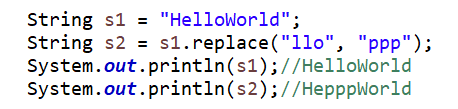 String s1 = "HelloWorld";
String s2 = s1.replace("llo", "ppp");
System.out.println(s1);//HelloWorld
System.out.println(s2);//HepppWorld